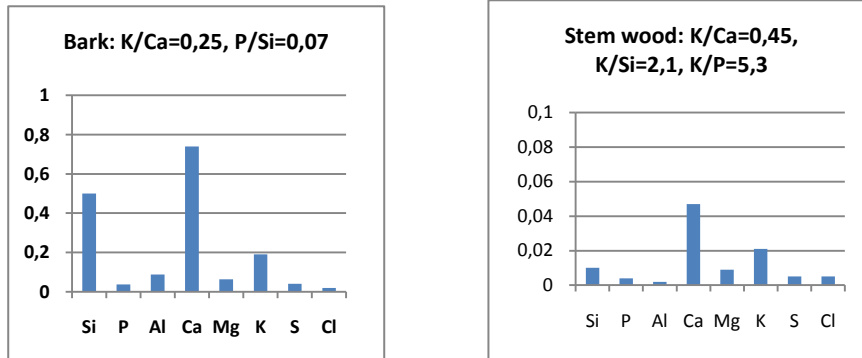 Bark: K/Ca=0,25, P/Si=0,07
1
0,8
0,6
0,4
0,2
0
Si P Al Ca Mg K S Cl
Stem wood: K/Ca=0,45,
K/Si=2,1, K/P=5,3
0,1
0,08
0,06
0,04
0,02
0
Si P Al Ca Mg K S Cl